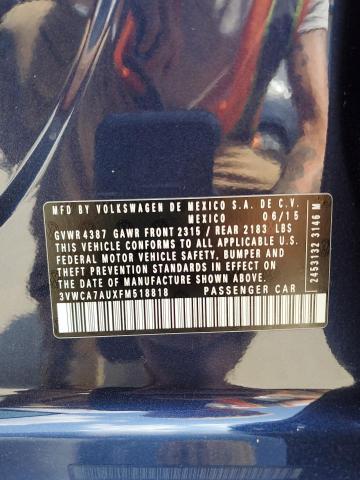 MFD BY VOLKSWAGEN DE MEXICO S.A. DE C.V.
MEXICO 06/15
GVWR 4387 GAWR FRONT 2315 / REAR 2183 LBS
THIS VEHICLE CONFORMS TO ALL APPLICABLE U.S.
FEDERAL MOTOR VEHICLE SAFETY, BUMPER AND
THEFT PREVENTION STANDARDS IN EFFECT ON
THE DATE OF MANUFACTURE SHOWN ABOVE.
3VWCA7AUXFM518818 PASSENGER CAR
2453132 3146 M